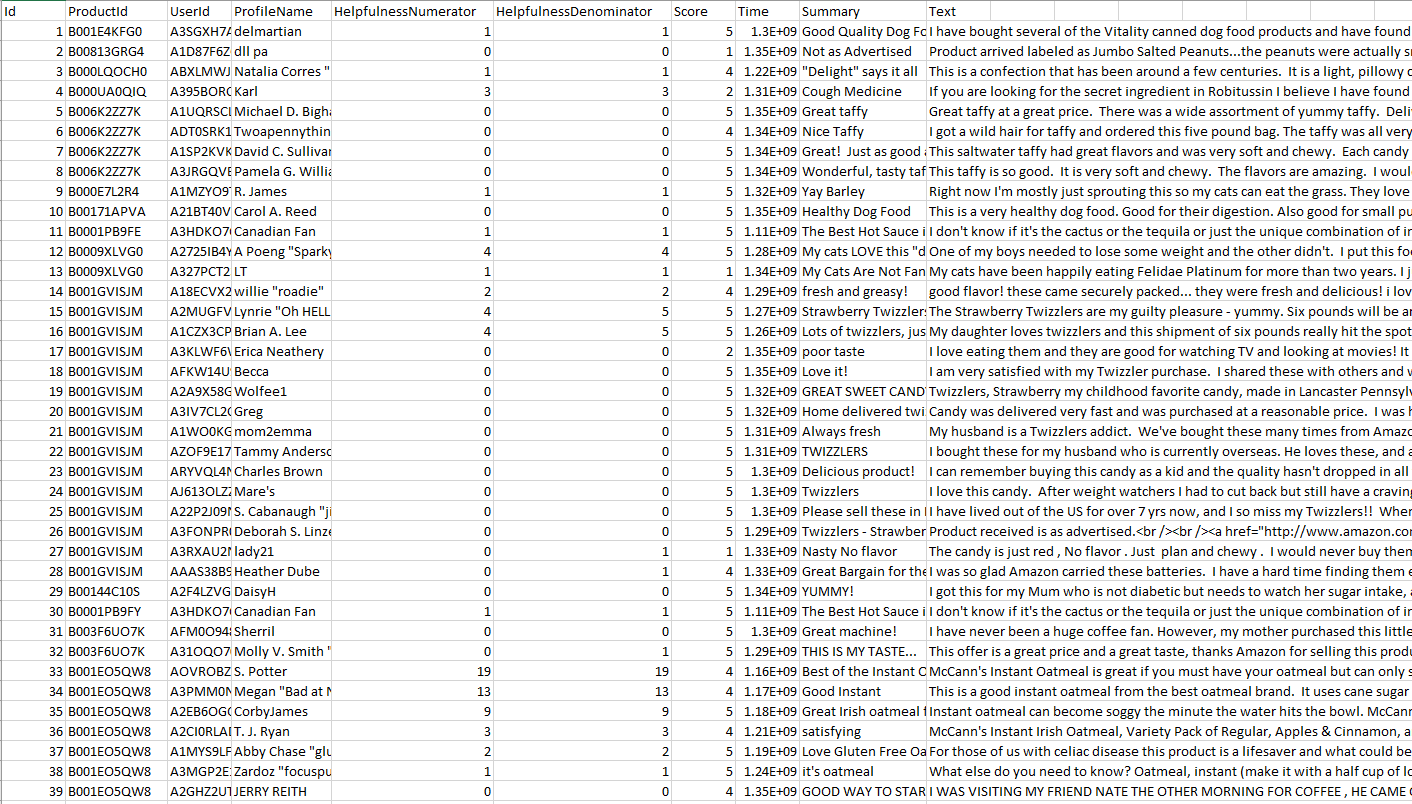 Id ProductId UserId ProfileName HelpfulnessNumerator HelpfulnessDenominator Score Time Summary Text
1 B001E4KFG0 A3SGXH7A delmartian 1 1 5 1.3E+09 Good Quality Dog Fo I have bought several of the Vitality canned dog food products and have found
2 B00813GRG4 A1D87F6Z dll pa 0 0 1 1.35E+09 Not as Advertised Product arrived labeled as Jumbo Salted Peanuts...the peanuts were actually s
3 B000LQOCH0 ABXLMWJ Natalia Corres " 1 1 4 1.22E+09 "Delight" says it all This is a confection that has been around a few centuries. It is a light, pillowy c
4 B000UA0QIQ A395BORC Karl 3 3 2 1.31E+09 Cough Medicine If you are looking for the secret ingredient in Robitussin I believe I have found
5 B006K2ZZ7K A1UQRSCL Michael D. Bigha 0 0 5 1.35E+09 Great taffy Great taffy at a great price. There was a wide assortment of yummy taffy. Deli
6 B006K2ZZ7K ADT0SRK1 Twoapennythin 0 0 4 1.34E+09 Nice Taffy I got a wild hair for taffy and ordered this five pound bag. The taffy was all very
7 B006K2ZZ7K A1SP2KVK David C. Sullivan 0 0 5 1.34E+09 Great! Just as good a This saltwater taffy had great flavors and was very soft and chewy. Each candy
8 B006K2ZZ7K A3JRGQVE Pamela G. Willia 0 0 5 1.34E+09 Wonderful, tasty taf This taffy is so good. It is very soft and chewy. The flavors are amazing. I woul
9 B000E7L2R4 A1MZYO9 R. James 1 1 5 1.32E+09 Yay Barley Right now I'm mostly just sprouting this so my cats can eat the grass. They love
10 B00171APVA A21BT40V Carol A. Reed 0 0 5 1.35E+09 Healthy Dog Food This is a very healthy dog food. Good for their digestion. Also good for small pu
11 B0001PB9FE A3HDKO7 Canadian Fan 1 1 5 1.11E+09 The Best Hot Sauce i I don't know if it's the cactus or the tequila or just the unique combination of in
12 B0009XLVG0 A2725IB4Y A Poeng "Sparky 4 4 5 1.28E+09 My cats LOVE this "d One of my boys needed to lose some weight and the other didn't. I put this foo
13 B0009XLVG0 A327PCT2 LT 1 1 1 1.34E+09 My Cats Are Not Fan My cats have been happily eating Felidae Platinum for more than two years. I j
14 B001GVISJM A18ECVX2 willie "roadie" 2 2 4 1.29E+09 fresh and greasy! good flavor! these came securely packed... they were fresh and delicious! i lov
15 B001GVISJM A2MUGFV Lynrie "Oh HELL 4 5 5 1.27E+09 Strawberry Twizzlers The Strawberry Twizzlers are my guilty pleasure - yummy. Six pounds will be ar
16 B001GVISJM A1CZX3CP Brian A. Lee 4 5 5 1.26E+09 Lots of twizzlers, jus My daughter loves twizzlers and this shipment of six pounds really hit the spot
17 B001GVISJM A3KLWF6 Erica Neathery 0 0 2 1.35E+09 poor taste I love eating them and they are good for watching TV and looking at movies! It
18 B001GVISJM AFKW14U Becca 0 0 5 1.35E+09 Love it! I am very satisfied with my Twizzler purchase. I shared these with others and w
19 B001GVISJM A2A9X58G Wolfee1 0 0 5 1.32E+09 GREAT SWEET CAND Twizzlers, Strawberry my childhood favorite candy, made in Lancaster Pennsylv
20 B001GVISJM A3IV7CL2 Greg 0 0 5 1.32E+09 Home delivered twi Candy was delivered very fast and was purchased at a reasonable price. I was h
21 B001GVISJM A1WO0KG mom2emma 0 0 5 1.31E+09 Always fresh My husband is a Twizzlers addict. We've bought these many times from Amazo
22 B001GVISJM AZOF9E17 Tammy Anderso 0 0 5 1.31E+09 TWIZZLERS I bought these for my husband who is currently overseas. He loves these, and a
23 B001GVISJM ARYVQL4N Charles Brown 0 0 5 1.3E+09 Delicious product! I can remember buying this candy as a kid and the quality hasn't dropped in all
24 B001GVISJM AJ613OLZ Mare's 0 0 5 1.3E+09 Twizzlers I love this candy. After weight watchers I had to cut back but still have a craving
25 B001GVISJM A22P2J09 S. Cabanaugh "ji 0 0 5 1.3E+09 Please sell these in I have lived out of the US for over 7 yrs now, and I so miss my Twizzlers!! When
26 B001GVISJM A3FONPR Deborah S. Linze 0 0 5 1.29E+09 Twizzlers - Strawber Product received is as advertised.<br /><br /><a href="http://www.amazon.co
27 B001GVISJM A3RXAU2 lady21 0 1 1 1.33E+09 Nasty No flavor The candy is just red , No flavor . Just plan and chewy . I would never buy them
28 B001GVISJM AAAS38B9 Heather Dube 0 1 4 1.33E+09 Great Bargain for the I was so glad Amazon carried these batteries. I have a hard time finding them e
29 B00144C10S A2F4LZVG DaisyH 0 0 5 1.34E+09 YUMMY! I got this for my Mum who is not diabetic but needs to watch her sugar intake, a
30 B0001PB9FY A3HDKO7 Canadian Fan 1 1 5 1.11E+09 The Best Hot Sauce i I don't know if it's the cactus or the tequila or just the unique combination of in
31 B003F6UO7K AFM0O94 Sherril 0 0 5 1.3E+09 Great machine! I have never been a huge coffee fan. However, my mother purchased this little
32 B003F6UO7K A31OQO7 Molly V. Smith " 0 1 5 1.29E+09 THIS IS MY TASTE... This offer is a great price and a great taste, thanks Amazon for selling this produ
33 B001EO5QW8 AOVROBZ S. Potter 19 19 4 1.16E+09 Best of the Instant O McCann's Instant Oatmeal is great if you must have your oatmeal but can only s
34 B001EO5QW8 A3PMM0N Megan "Bad at N 13 13 4 1.17E+09 Good Instant This is a good instant oatmeal from the best oatmeal brand. It uses cane sugar
35 B001EO5QW8 A2EB6OG CorbyJames 9 9 5 1.18E+09 Great Irish oatmeal f Instant oatmeal can become soggy the minute the water hits the bowl. McCann
36 B001EO5QW8 A2CI0RLA T. J. Ryan 3 3 4 1.21E+09 satisfying McCann's Instant Irish Oatmeal, Variety Pack of Regular, Apples & Cinnamon, a
37 B001EO5QW8 A1MYS9LF Abby Chase "glu 2 2 5 1.19E+09 Love Gluten Free Oa For those of us with celiac disease this product is a lifesaver and what could be
38 B001EO5QW8 A3MGP2E Zardoz "focuspu 1 1 5 1.24E+09 it's oatmeal What else do you need to know? Oatmeal, instant (make it with a half cup of lo
39 B001EO5QW8 A2GHZ2UT JERRY REITH 0 0 4 1.35E+09 GOOD WAY TO STAR I WAS VISITING MY FRIEND NATE THE OTHER MORNING FOR COFFEE , HE CAME O